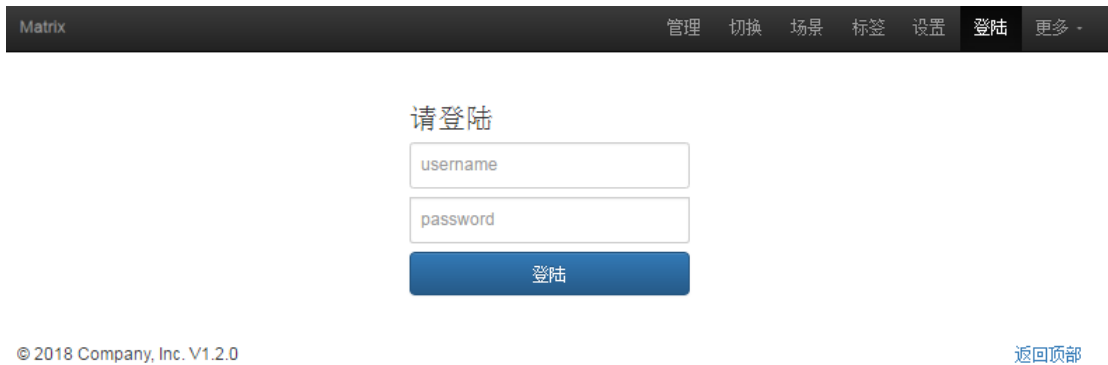 Matrix 管理 切换 场景 标签 设置 登陆 更多
请登陆
username
password
登陆
© 2018 Company, Inc. V1.2.0 返回顶部